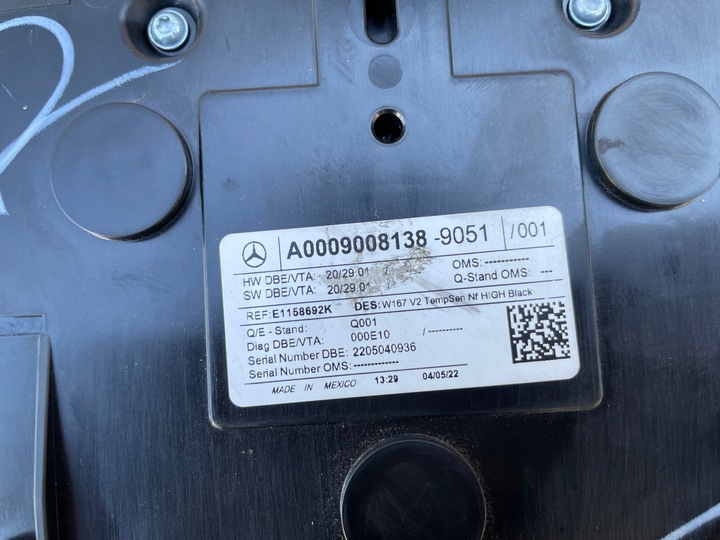 A0009008138 -9051 /001
HW DBE/VTA: 20/29.01 OMS: -----------
SW DBE/VTA: 20/29.01 Q-Stand OMS: ---
REF: E1158692K DES: W167 V2 TempSen Nf HIGH Black
Q/E - Stand: Q001
Diag DBE/VTA: 000E10 /----------
Serial Number DBE: 2205040936
Serial Number OMS: -------------
MADE IN MEXICO 13:29 04/05/22